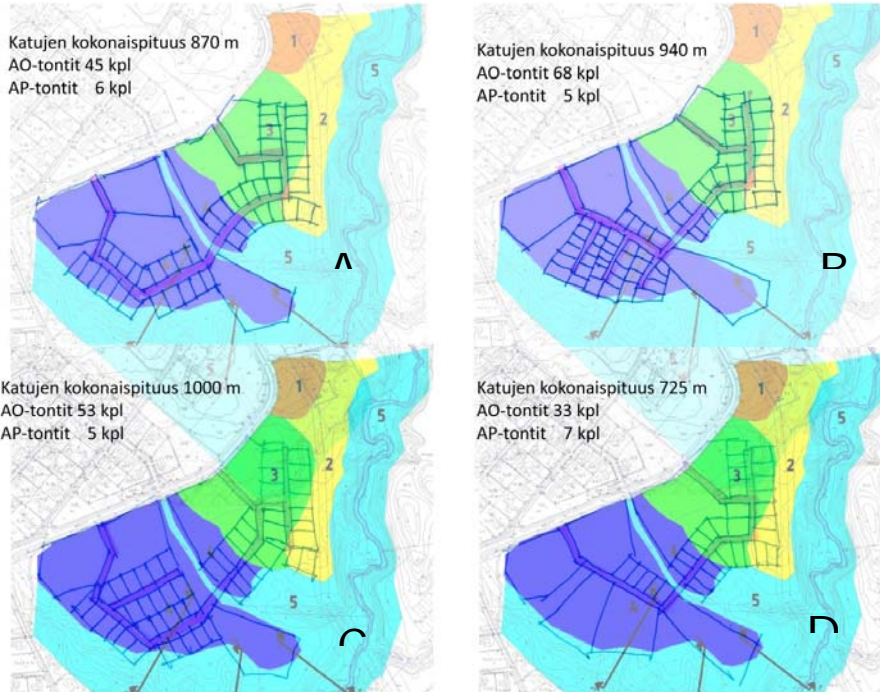 Katujen kokonaispituus 870 m
AO-tontit 45 kpl
AP-tontit 6 kpl
1
2
3
5
5
A
Katujen kokonaispituus 940 m
AO-tontit 68 kpl
AP-tontit 5 kpl
1
2
3
5
5
B
Katujen kokonaispituus 1000 m
AO-tontit 53 kpl
AP-tontit 5 kpl
1
2
3
5
5
C
Katujen kokonaispituus 725 m
AO-tontit 33 kpl
AP-tontit 7 kpl
1
2
3
4
5
5
D